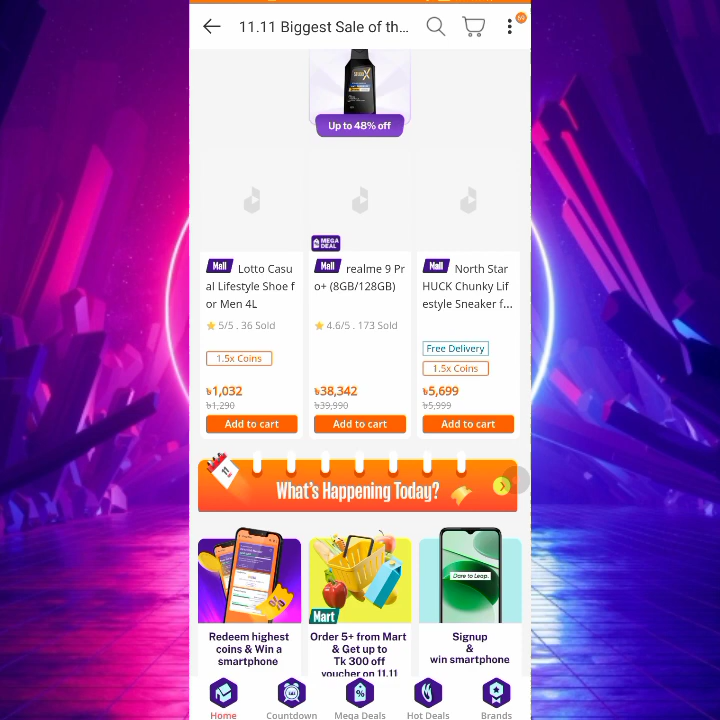 11.11 Biggest Sale of th...
Up to 48% off
MEGA
DEAL
Mall Lotto Casu
al Lifestyle Shoe f
or Men 4L
5/5 . 36 Sold
1.5x Coins
৳1,032
৳1,290
Add to cart
Mall realme 9 Pr
o+ (8GB/128GB)
4.6/5 . 173 Sold
৳38,342
৳39,990
Add to cart
Mall North Star
HUCK Chunky Lif
estyle Sneaker f...
Free Delivery
1.5x Coins
৳5,699
৳5,999
Add to cart
11
What's Happening Today?
%
Redeem highest
coins & Win a
smartphone
Mart
Order 5+ from Mart
& Get up to
Tk 300 off
voucher on 11.11
Dare to Leap.
Signup
&
win smartphone
Home
Countdown
Mega Deals
Hot Deals
Brands